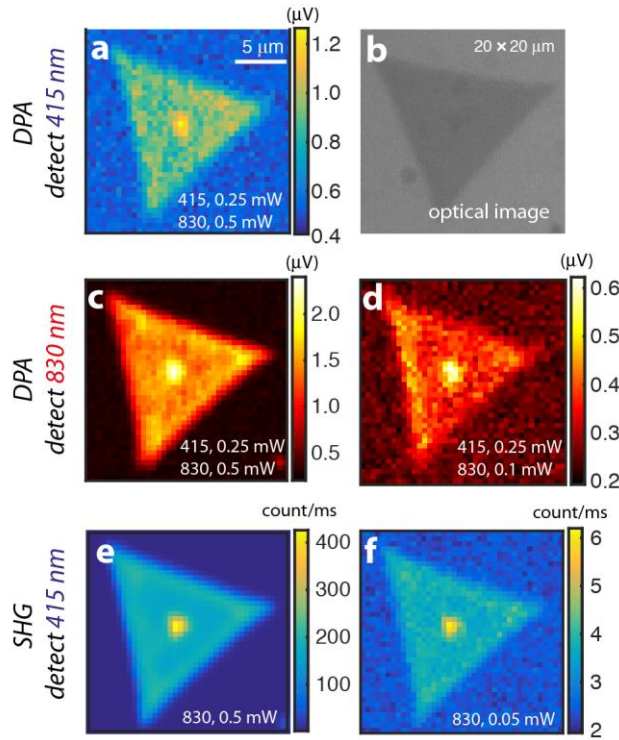 (μV)
a
5 μm
1.2
1.0
0.8
0.6
0.4
DPA
detect 415 nm
415, 0.25 mW
830, 0.5 mW
b
20 × 20 μm
optical image
(μV)
c
2.0
1.5
1.0
0.5
DPA
detect 830 nm
415, 0.25 mW
830, 0.5 mW
(μV)
d
0.6
0.5
0.4
0.3
0.2
415, 0.25 mW
830, 0.1 mW
count/ms
e
400
300
200
100
SHG
detect 415 nm
830, 0.5 mW
count/ms
f
6
5
4
3
2
830, 0.05 mW